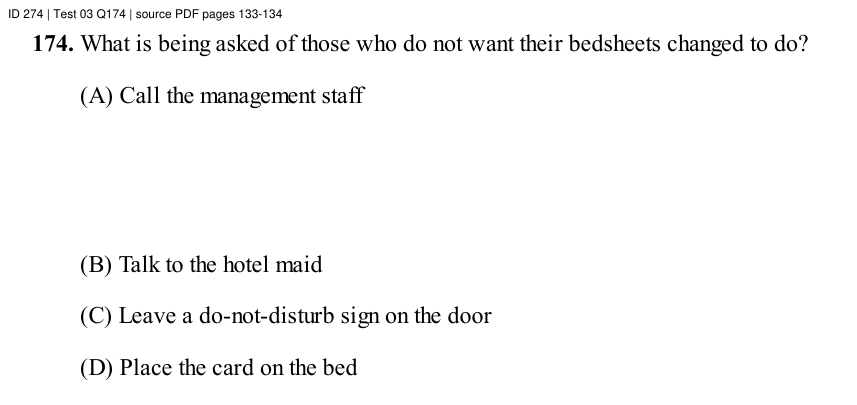 ID 274 | Test 03 Q174 | source PDF pages 133-134
174. What is being asked of those who do not want their bedsheets changed to do?
(A) Call the management staff
(B) Talk to the hotel maid
(C) Leave a do-not-disturb sign on the door
(D) Place the card on the bed